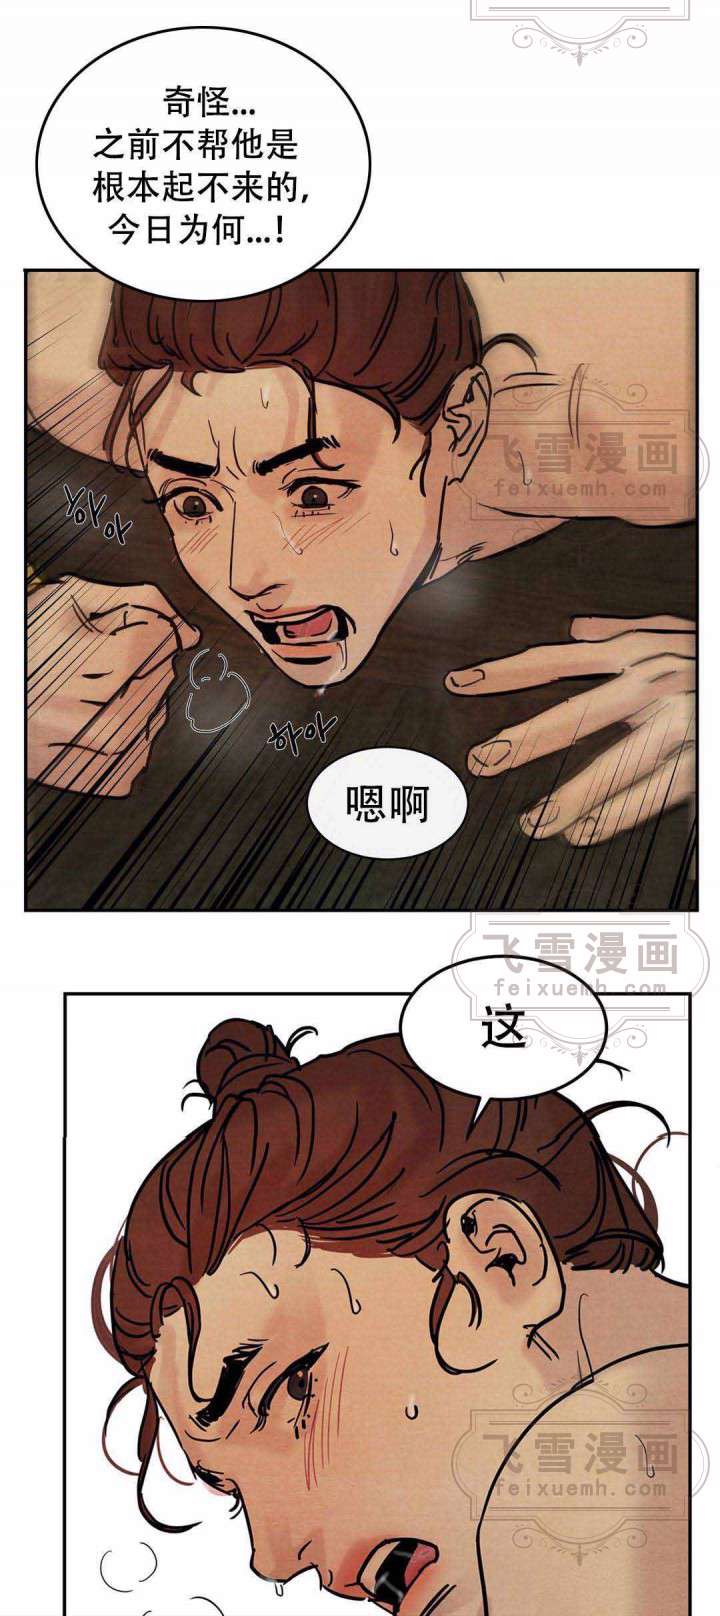 奇怪...
之前不帮他是
根本起不来的,
今日为何...!
飞雪漫画
feixuemh.com
하아
하아
嗯啊
飞雪漫画
feixuemh.com
这
飞雪漫画
feixuemh.com